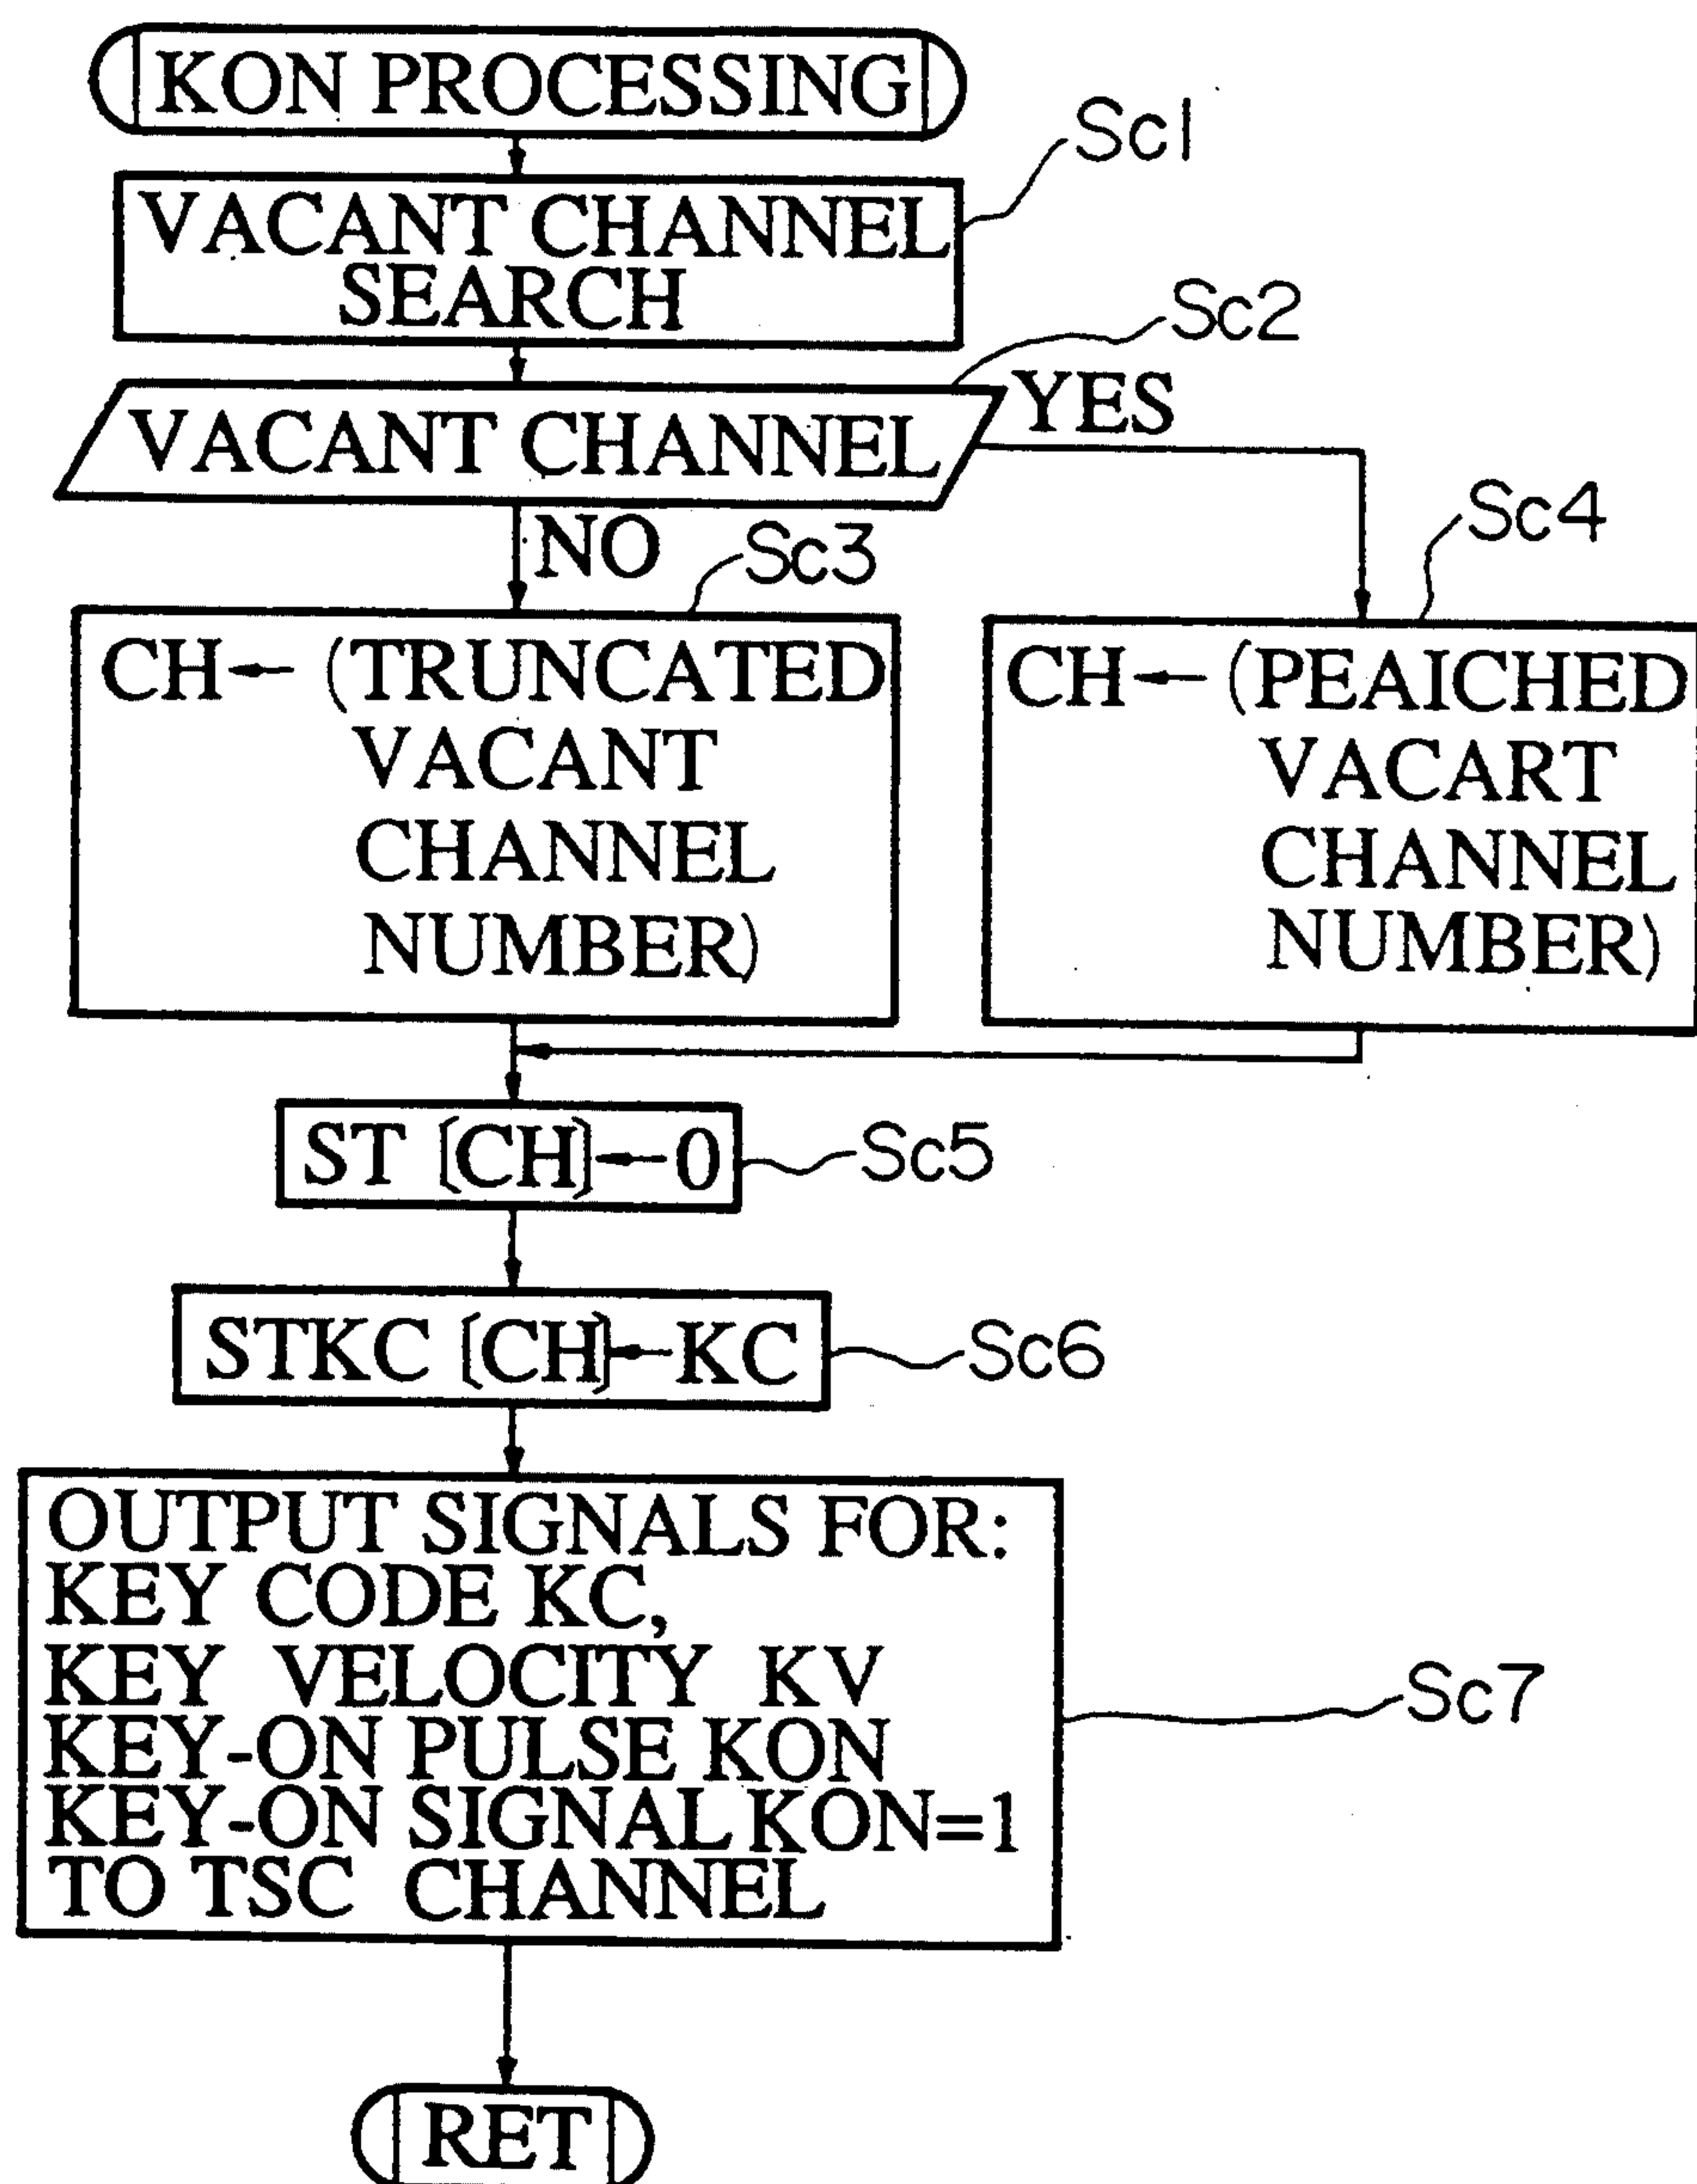 KON PROCESSING
Sc1
VACANT CHANNEL
SEARCH
Sc2
VACANT CHANNEL
YES
NO
Sc3
Sc4
CH← (TRUNCATED
VACANT
CHANNEL
NUMBER)
CH← (PEAICHED
VACART
CHANNEL
NUMBER)
ST [CH]←0
Sc5
STKC [CH]←KC
Sc6
OUTPUT SIGNALS FOR:
KEY CODE KC,
KEY VELOCITY KV
KEY-ON PULSE KON
KEY-ON SIGNAL KON=1
TO TSC CHANNEL
Sc7
RET